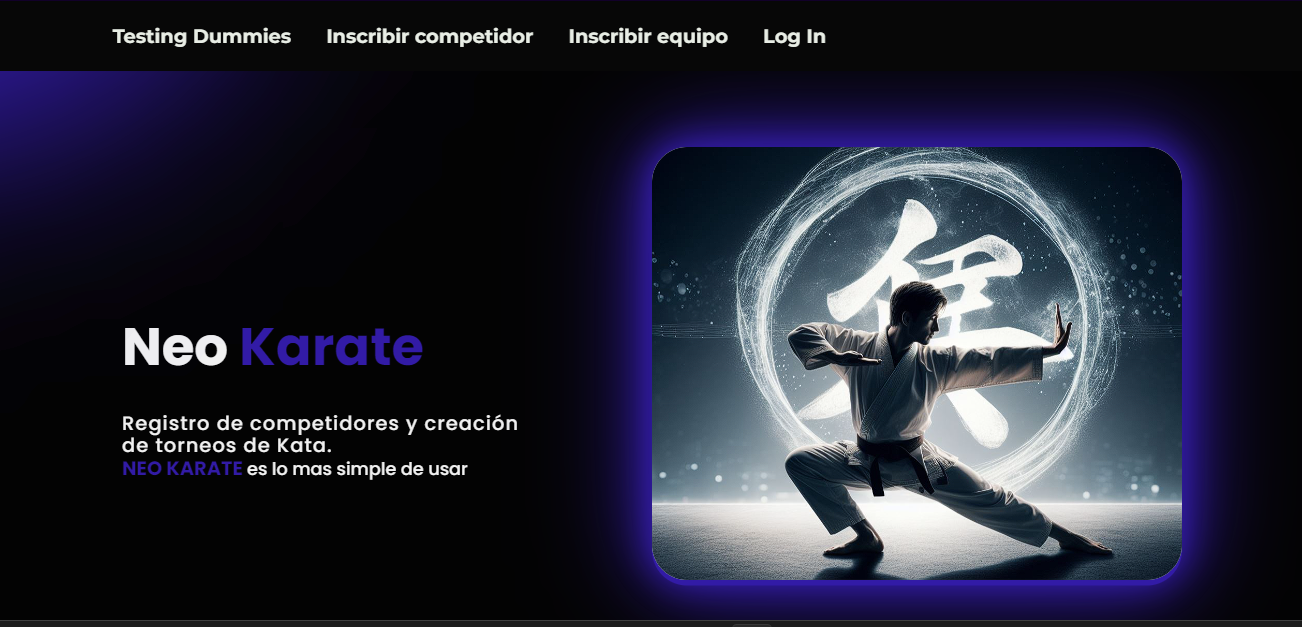 Testing Dummies Inscribir competidor Inscribir equipo Log In
Neo Karate
Registro de competidores y creación
de torneos de Kata.
NEO KARATE es lo mas simple de usar